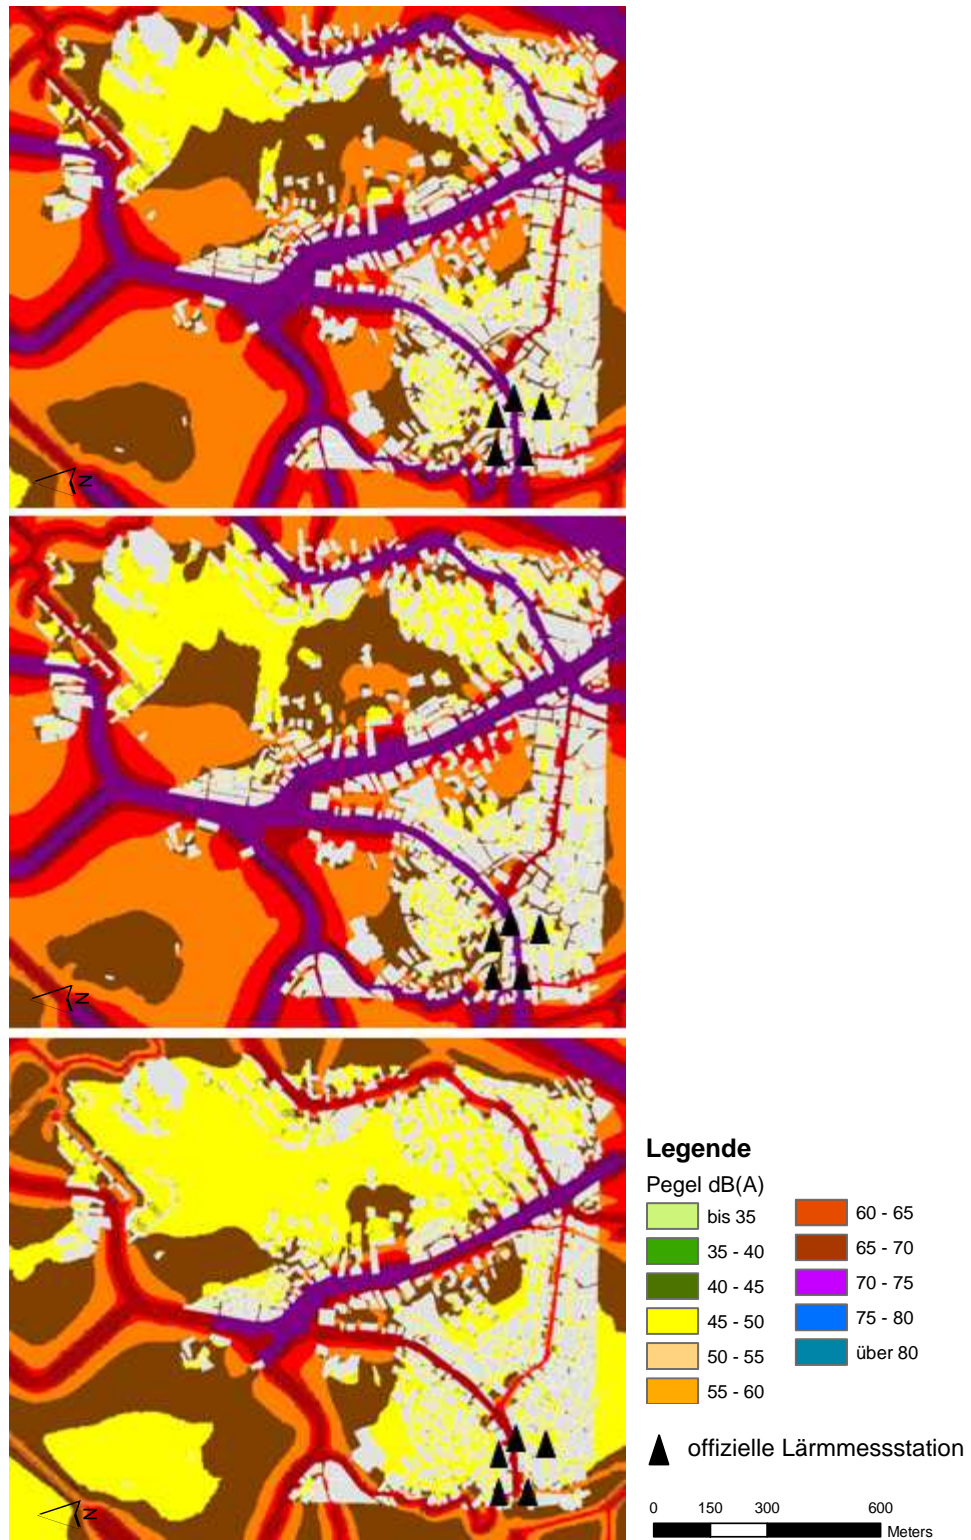 N
N
N
Legende
Pegel dB(A)
bis 35
35 - 40
40 - 45
45 - 50
50 - 55
55 - 60
60 - 65
65 - 70
70 - 75
75 - 80
über 80
offizielle Lärmmessstation
0 150 300 600
Meters